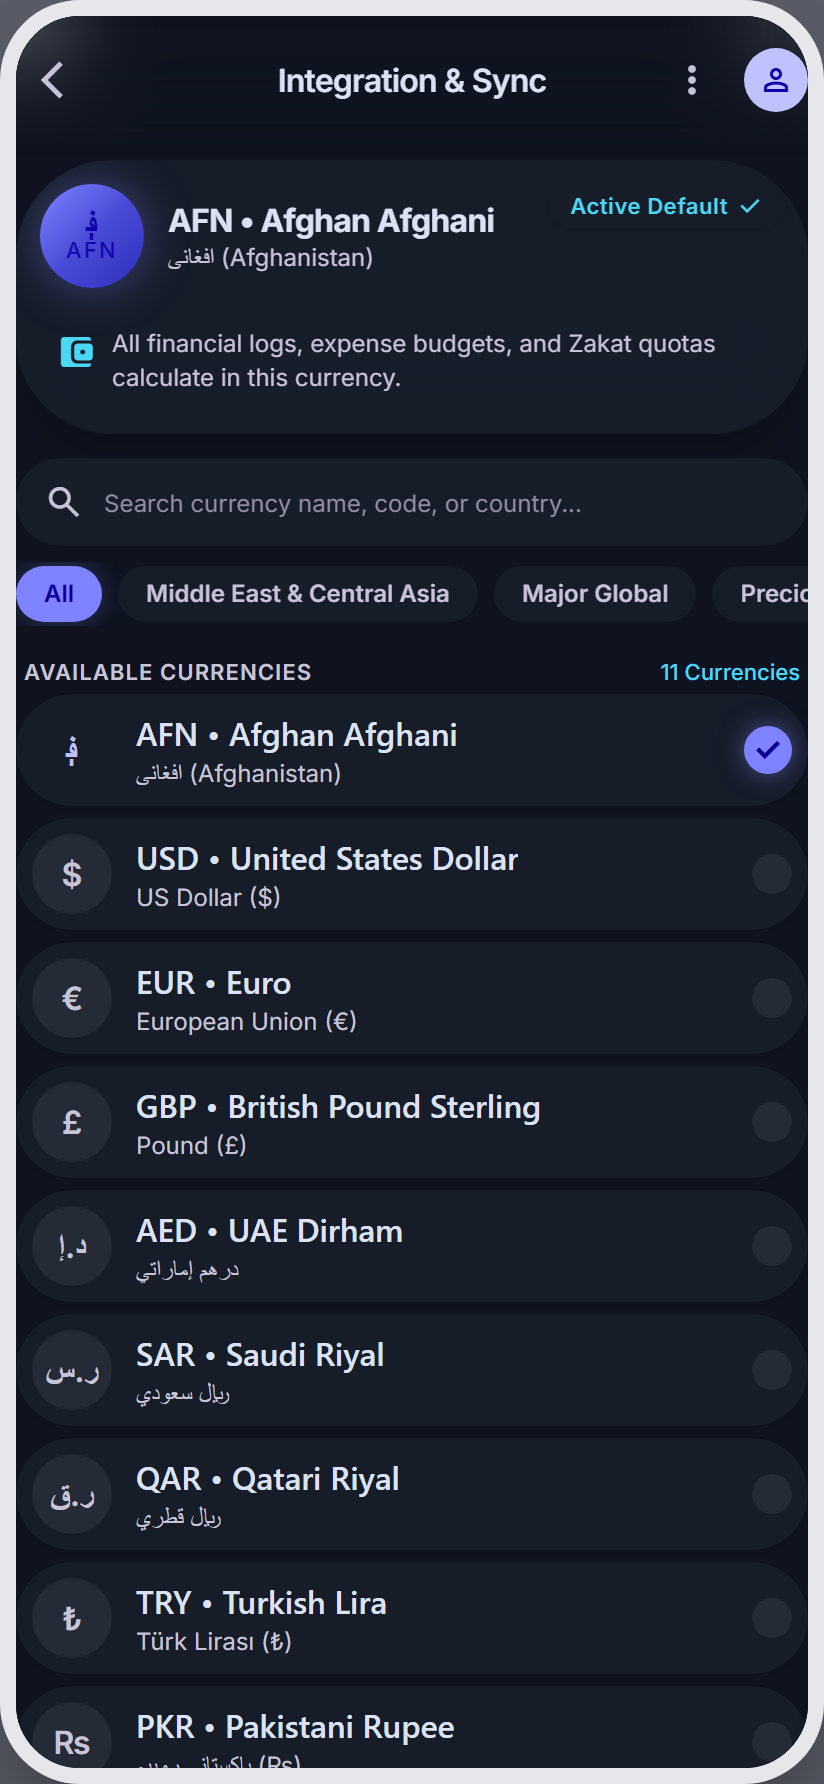 Integration & Sync
؋
AFN
AFN • Afghan Afghani
افغانی (Afghanistan)
Active Default
All financial logs, expense budgets, and Zakat quotas
calculate in this currency.
Search currency name, code, or country...
All
Middle East & Central Asia
Major Global
AVAILABLE CURRENCIES
11 Currencies
؋
AFN • Afghan Afghani
افغانی (Afghanistan)
$
USD • United States Dollar
US Dollar ($)
€
EUR • Euro
European Union (€)
£
GBP • British Pound Sterling
Pound (£)
د.إ
AED • UAE Dirham
درهم إماراتي
ر.س
SAR • Saudi Riyal
ريال سعودي
ر.ق
QAR • Qatari Riyal
ريال قطري
₺
TRY • Turkish Lira
Türk Lirası (₺)
Rs
PKR • Pakistani Rupee
(Rs)